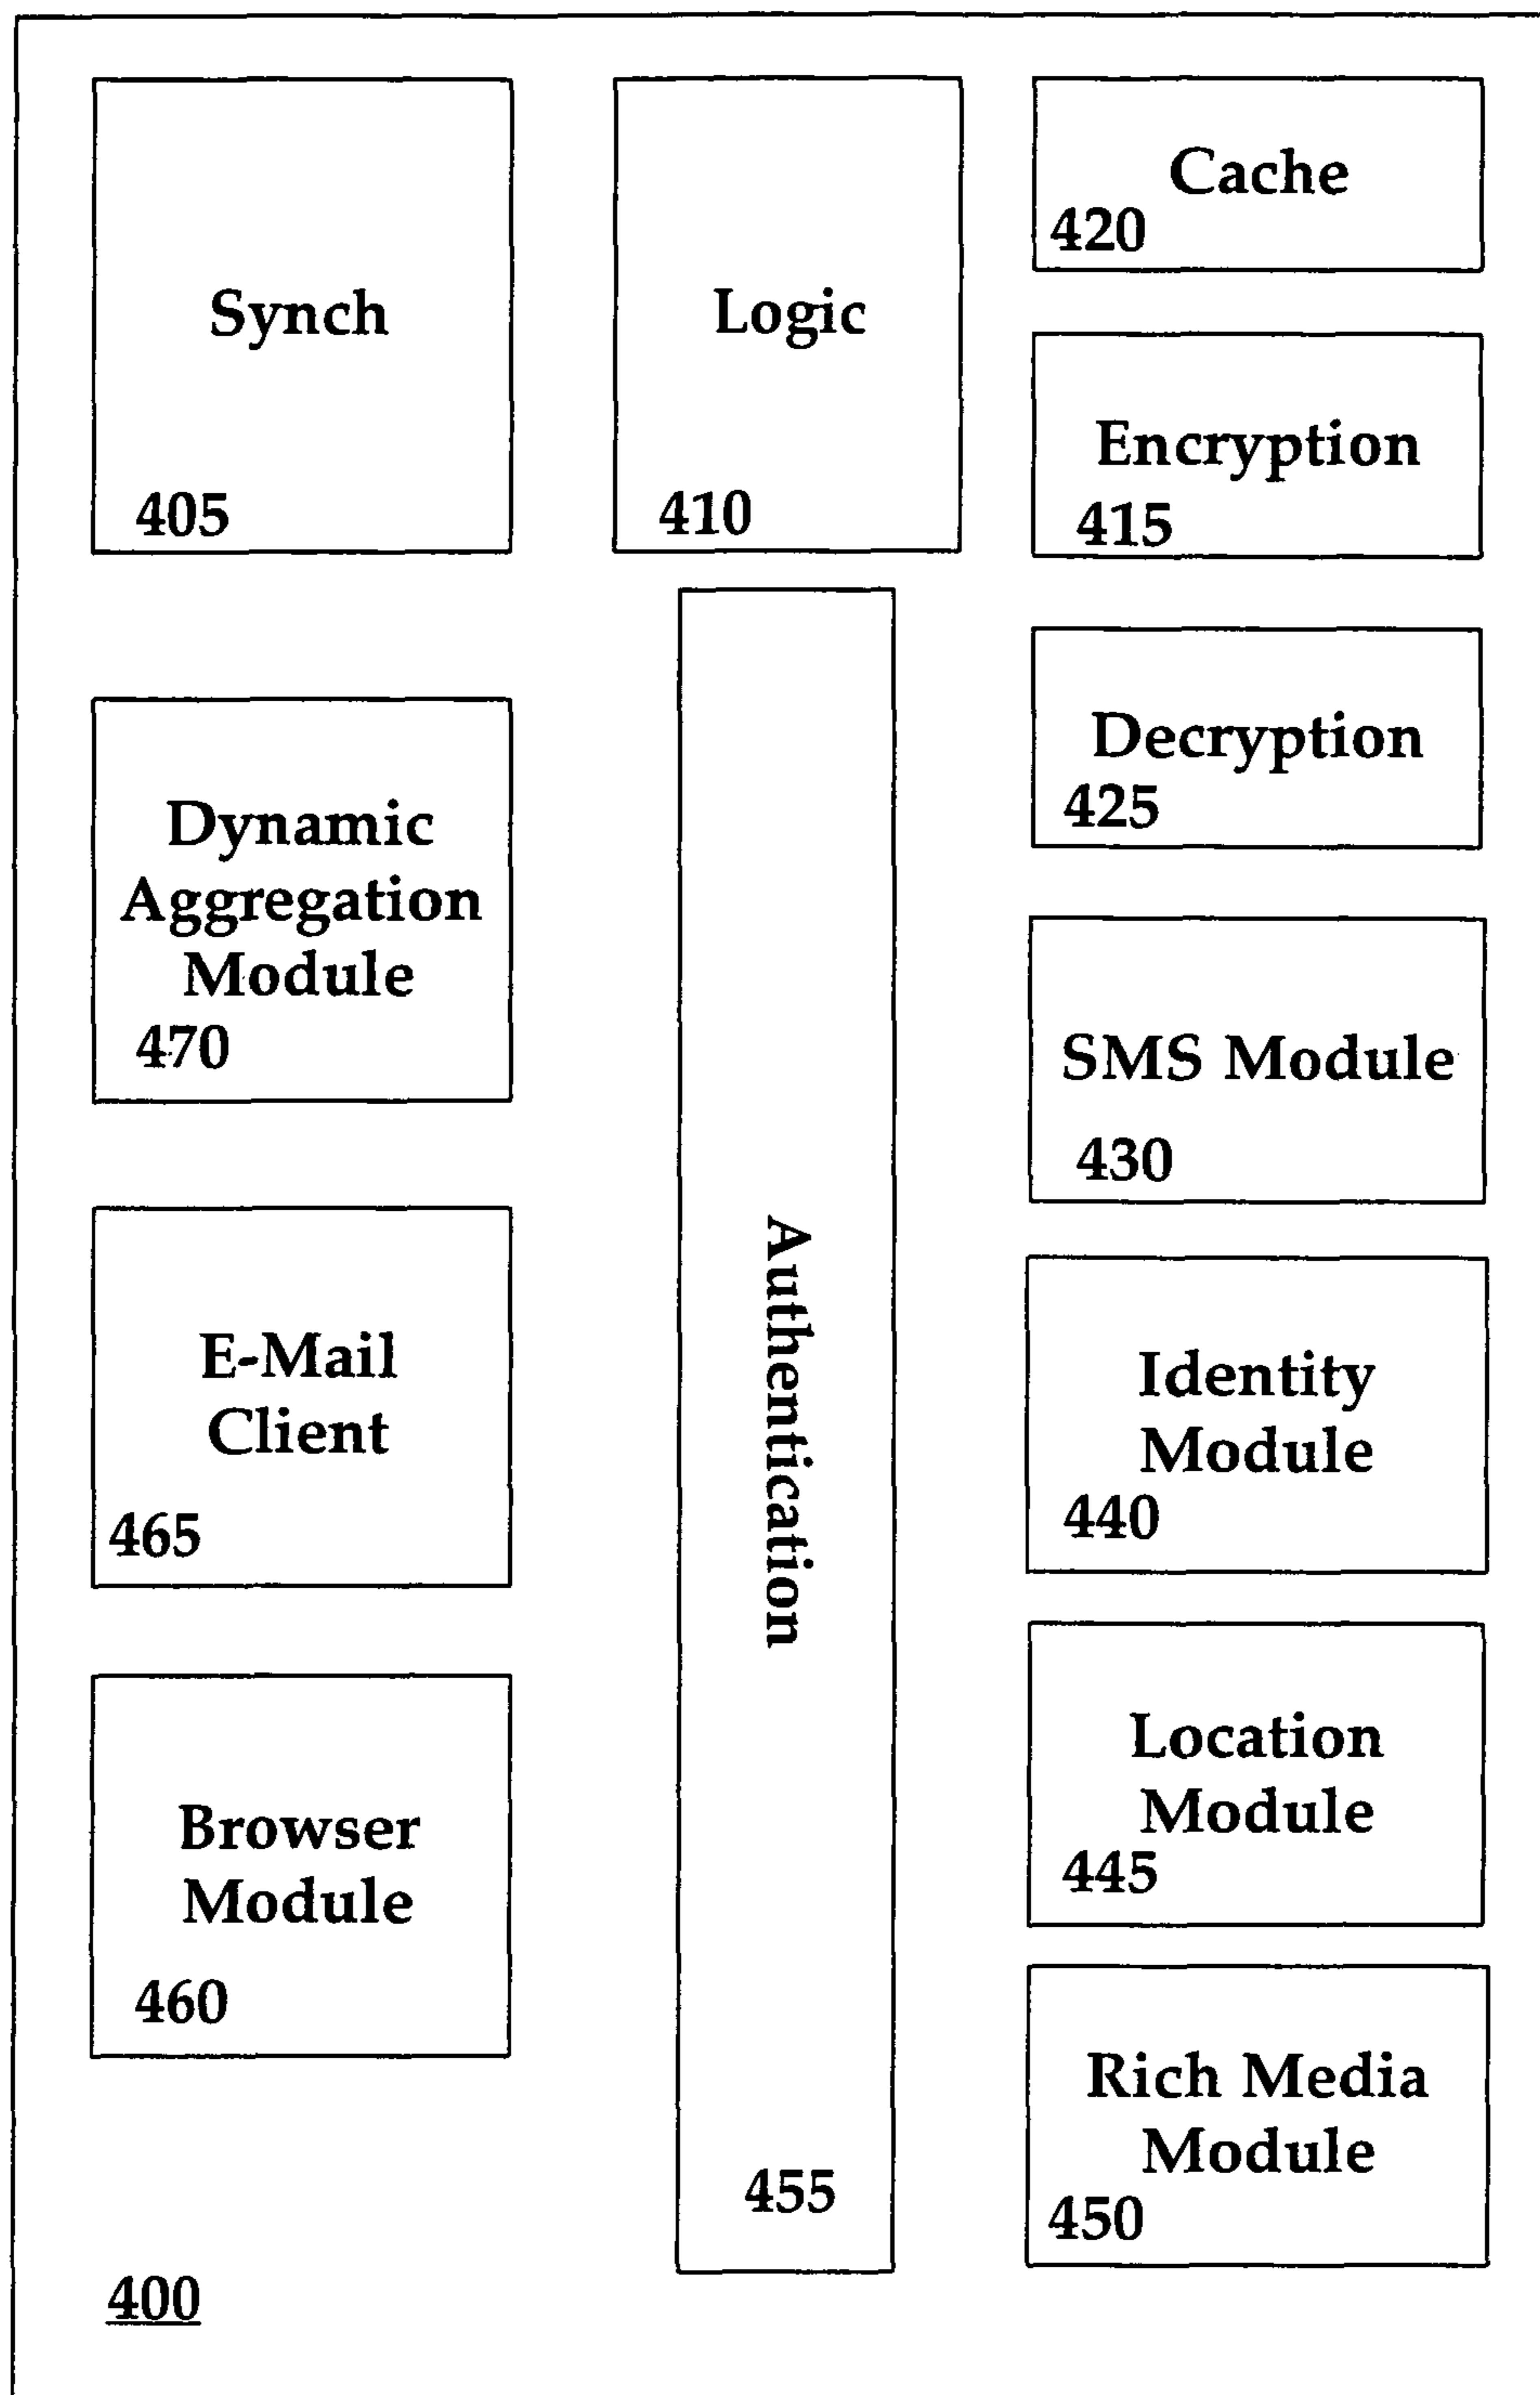 Synch
405
Logic
410
Cache
420
Encryption
415
Decryption
425
Dynamic
Aggregation
Module
470
SMS Module
430
E-Mail
Client
465
Authentication
455
Identity
Module
440
Browser
Module
460
Location
Module
445
Rich Media
Module
450
400